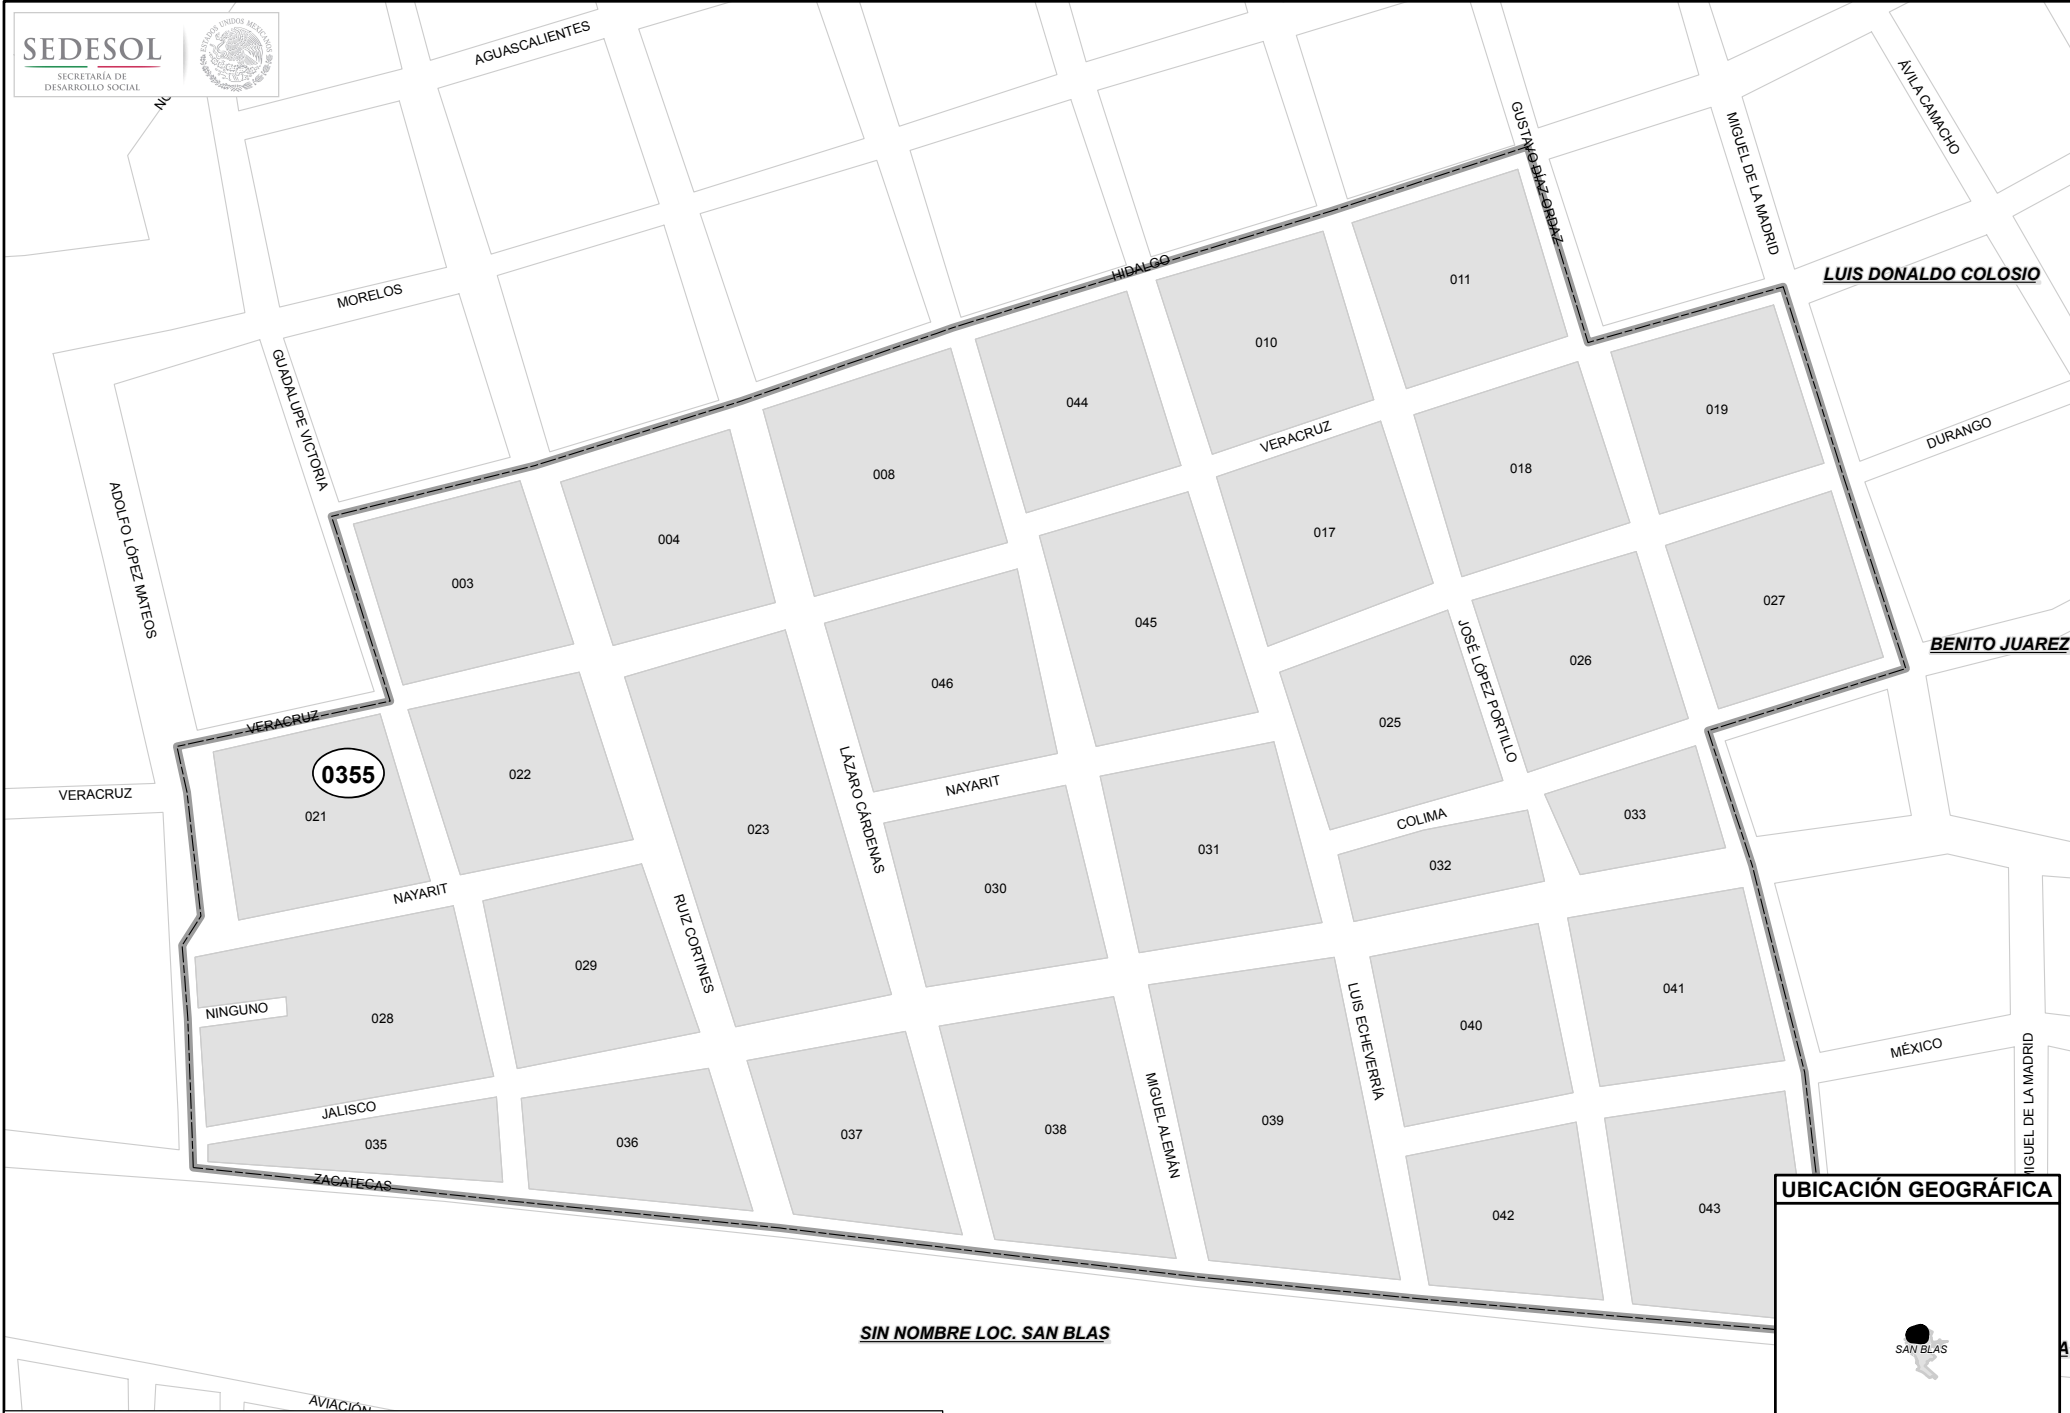 SEDESOL
SECRETARÍA DE
DESARROLLO SOCIAL
ESTADOS UNIDOS MEXICANOS
AGUASCALIENTES
ÁVILA CAMACHO
GUSTAVO DÍAZ ORDAZ
MIGUEL DE LA MADRID
HIDALGO
LUIS DONALDO COLOSIO
MORELOS
011
010
GUADALUPE VICTORIA
044
019
VERACRUZ
DURANGO
008
018
ADOLFO LÓPEZ MATEOS
004
017
003
045
027
JOSÉ LÓPEZ PORTILLO
BENITO JUAREZ
026
046
025
VERACRUZ
0355
022
LÁZARO CÁRDENAS
NAYARIT
VERACRUZ
021
023
COLIMA
033
031
032
NAYARIT
030
RUIZ CORTINES
029
041
NINGUNO
028
LUIS ECHEVERRÍA
040
MÉXICO
MIGUEL DE LA MADRID
JALISCO
035
036
037
038
MIGUEL ALEMÁN
039
ZACATECAS
042
043
UBICACIÓN GEOGRÁFICA
SIN NOMBRE LOC. SAN BLAS
SAN BLAS
AVIACIÓN